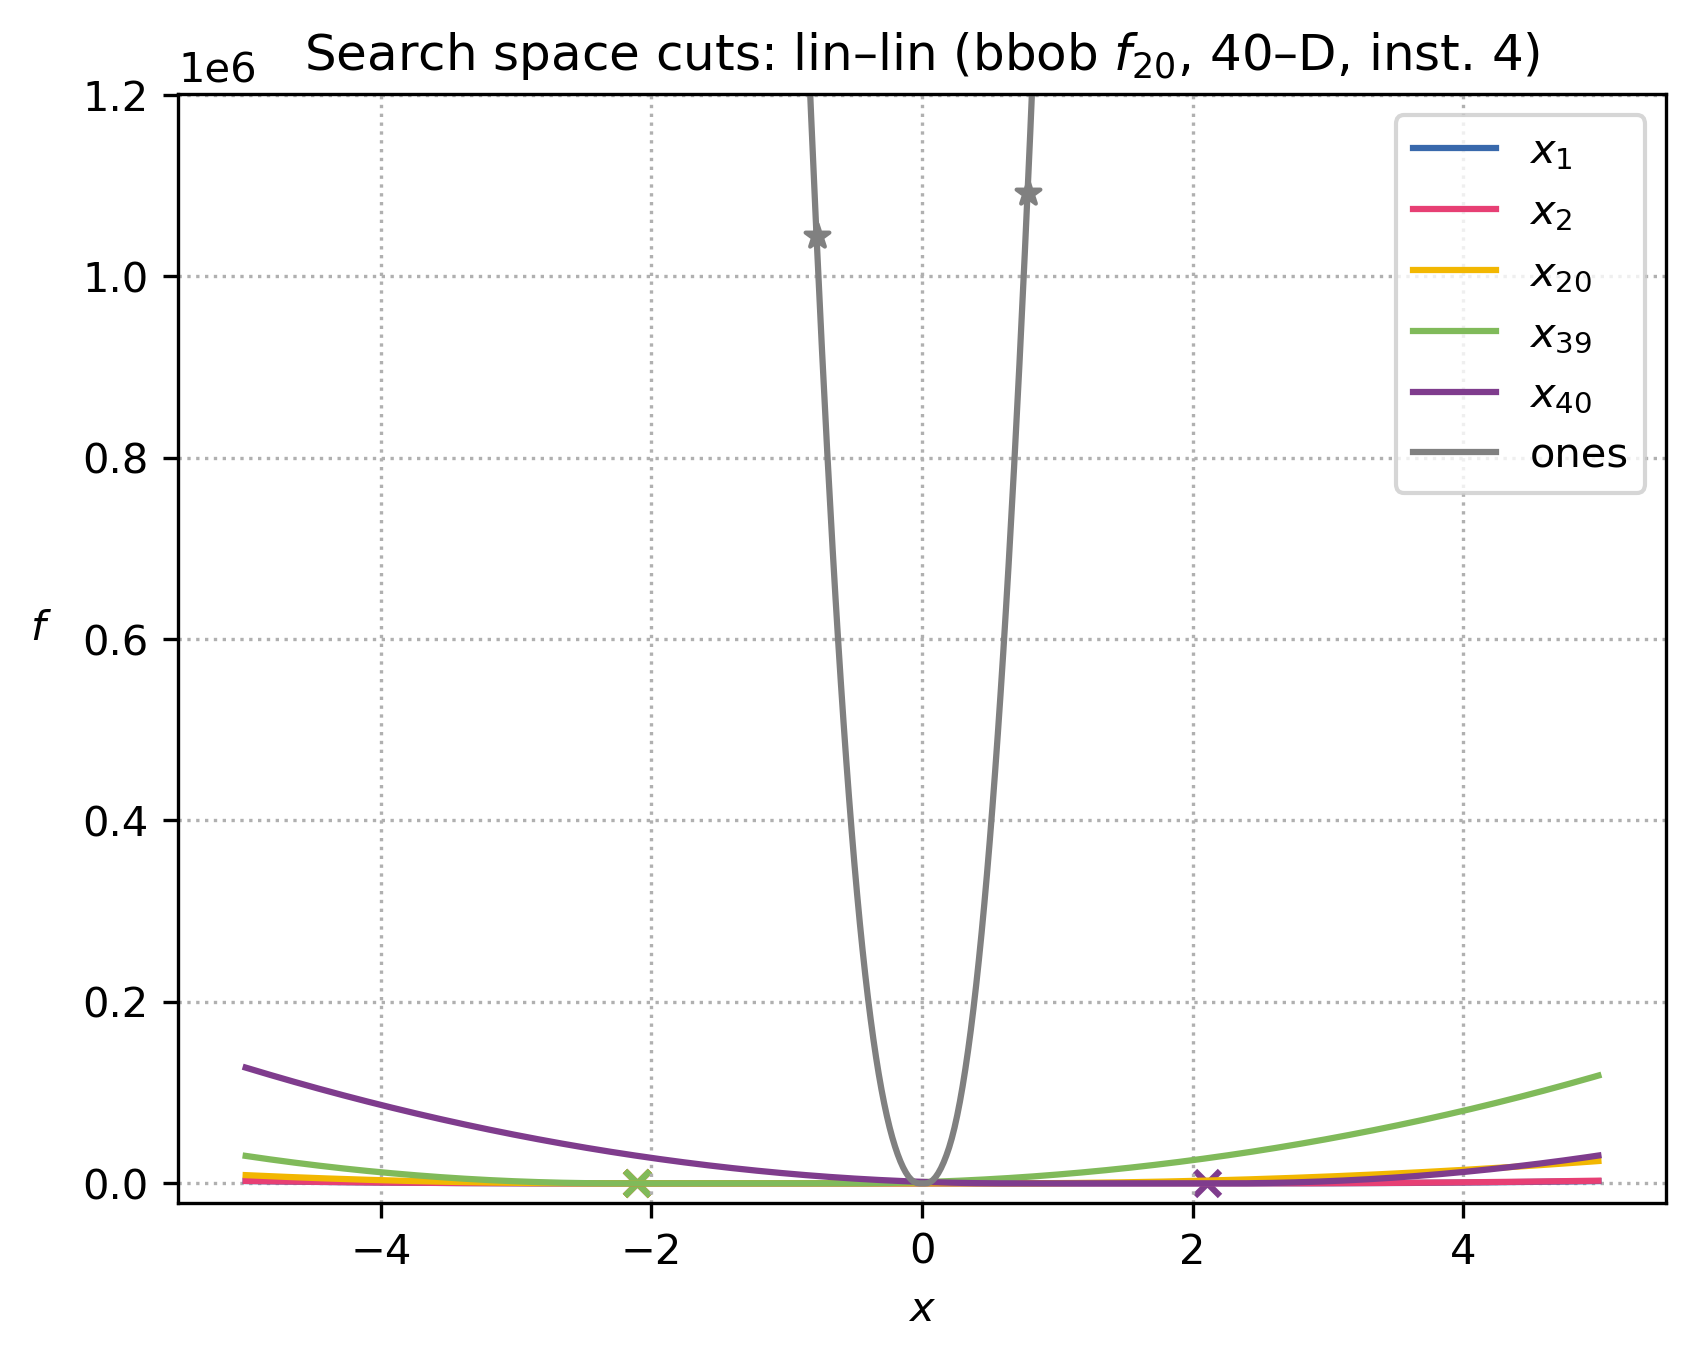 Search space cuts: lin–lin (bbob f₂₀, 40–D, inst. 4)
1e6
1.2
1.0
0.8
0.6
0.4
0.2
0.0
f
−4
−2
0
2
4
x
x₁
x₂
x₂₀
x₃₉
x₄₀
ones